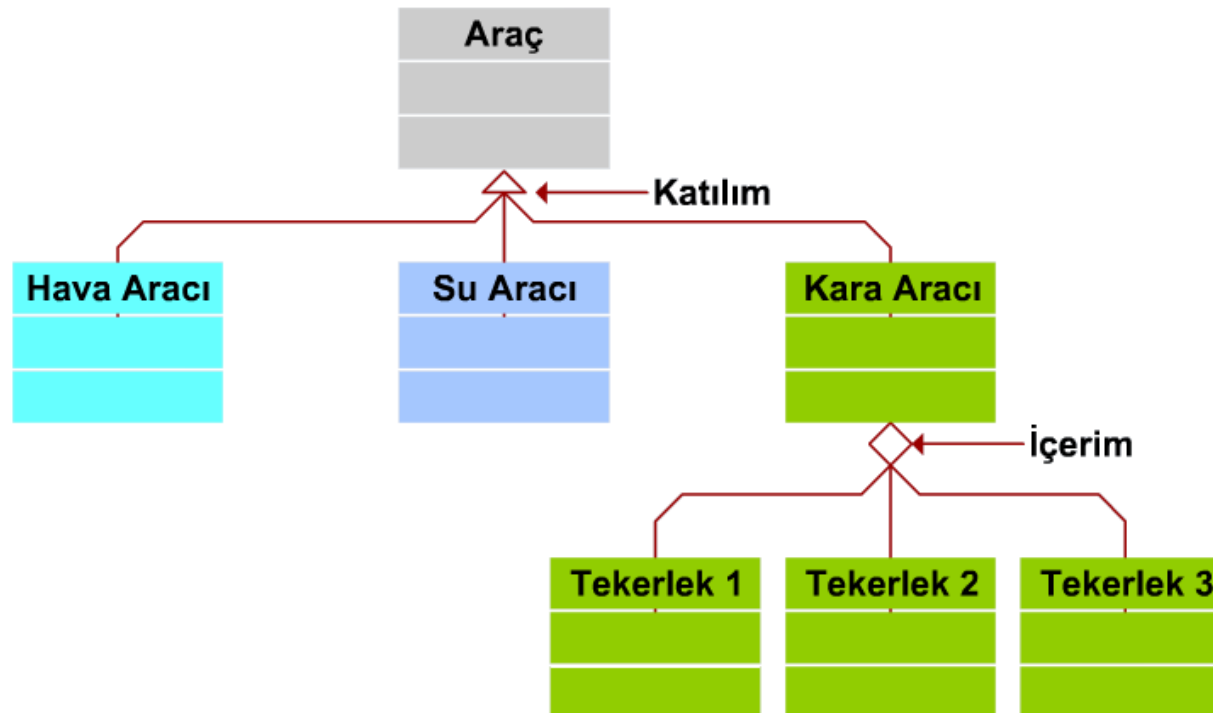 Araç
Katılım
Hava Aracı
Su Aracı
Kara Aracı
İçerim
Tekerlek 1
Tekerlek 2
Tekerlek 3